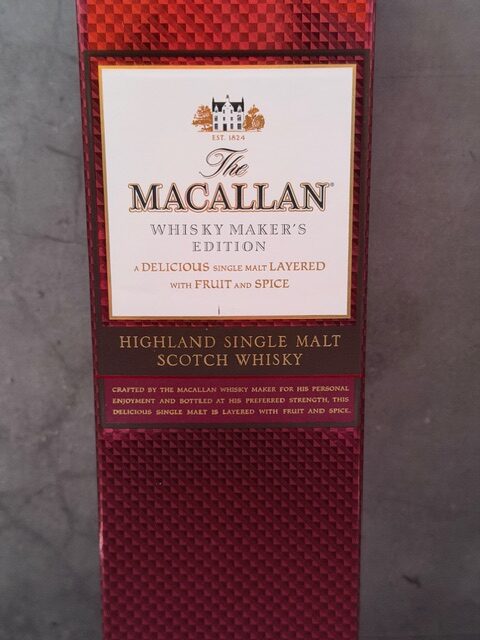 EST. 1824
The
MACALLAN®
WHISKY MAKER'S
EDITION
A DELICIOUS SINGLE MALT LAYERED
WITH FRUIT AND SPICE
HIGHLAND SINGLE MALT
SCOTCH WHISKY
CRAFTED BY THE MACALLAN WHISKY MAKER FOR HIS PERSONAL
ENJOYMENT AND BOTTLED AT HIS PREFERRED STRENGTH, THIS
DELICIOUS SINGLE MALT IS LAYERED WITH FRUIT AND SPICE.